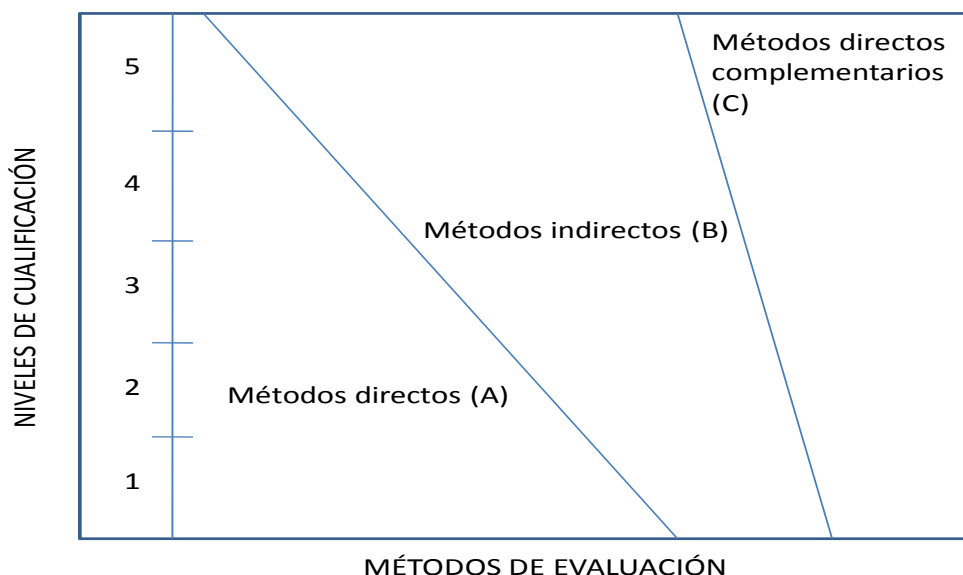 NIVELES DE CUALIFICACIÓN
5
4
3
2
1
Métodos directos
complementarios
(C)
Métodos indirectos (B)
Métodos directos (A)
MÉTODOS DE EVALUACIÓN